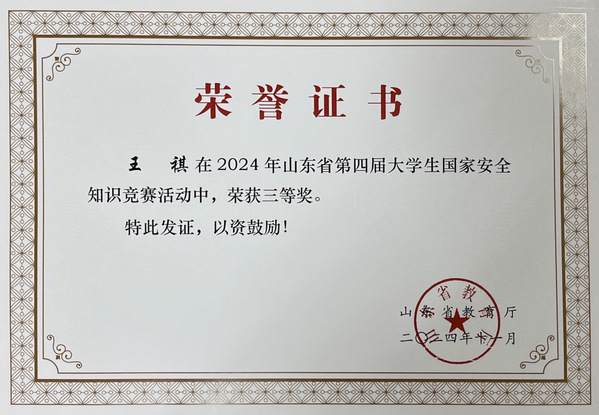 荣誉证书
王 祺在2024年山东省第四届大学生国家安全
知识竞赛活动中，荣获三等奖。
特此发证，以资鼓励！
山东省教育厅
二〇二四年十一月